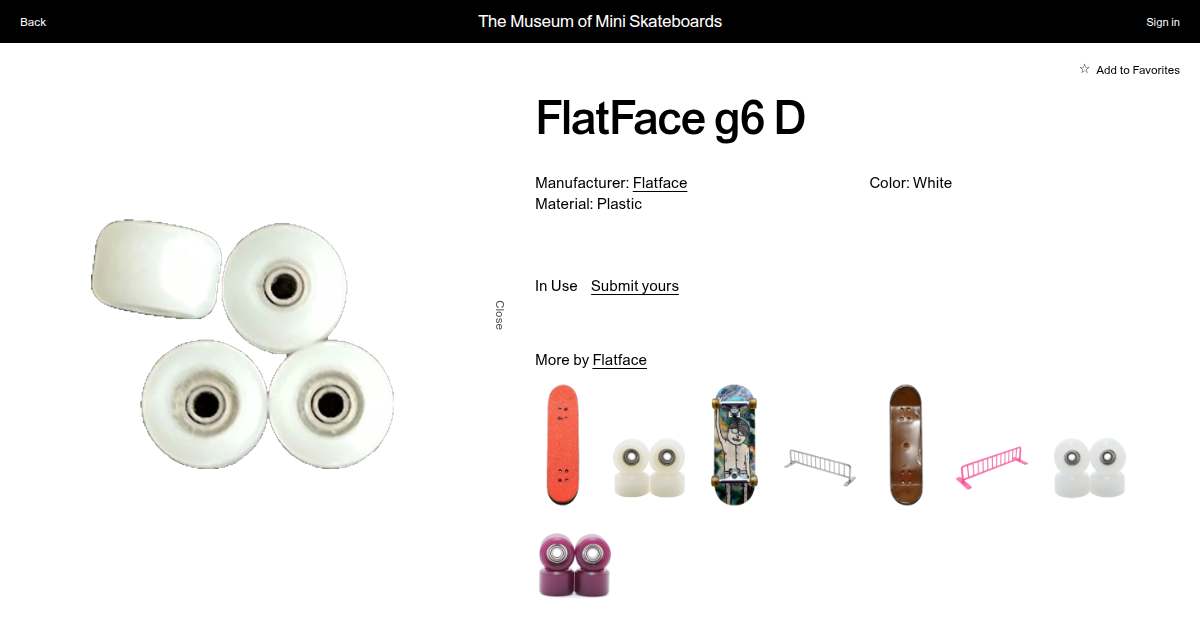 Back
The Museum of Mini Skateboards
Sign in
☆ Add to Favorites
FlatFace g6 D
Manufacturer: Flatface
Color: White
Material: Plastic
In Use Submit yours
Close
More by Flatface